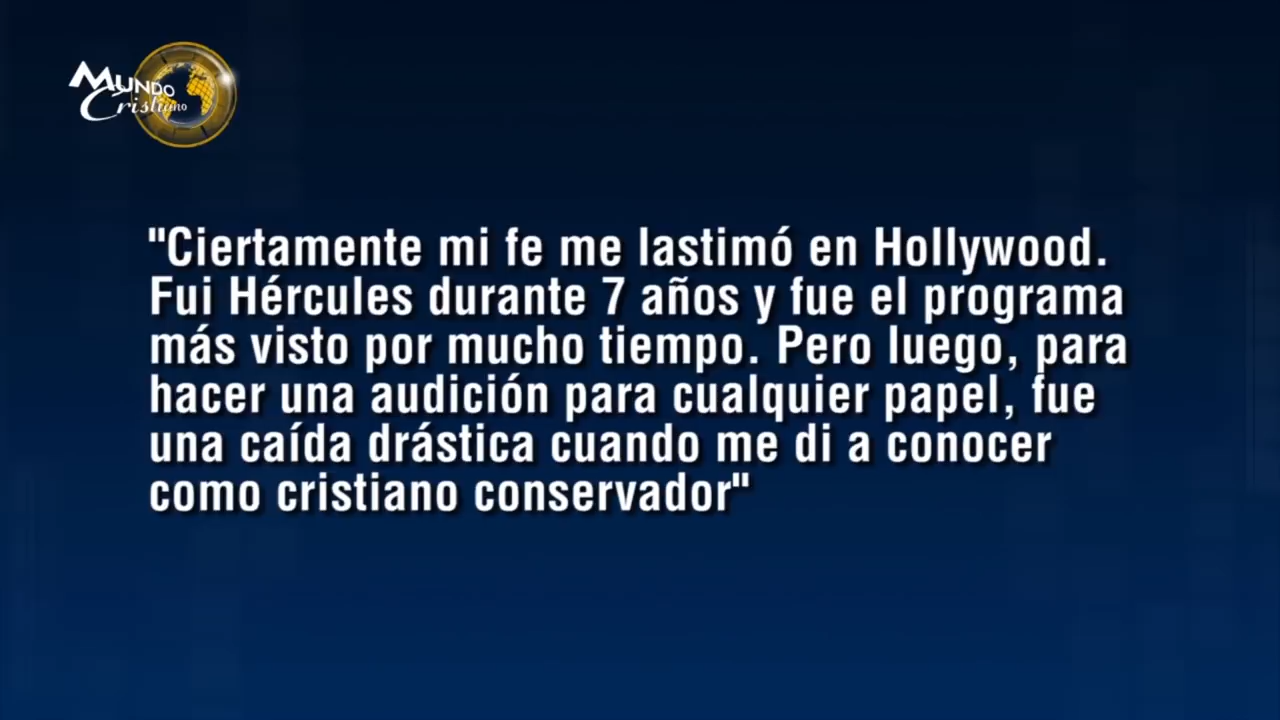 Mundo
Cristiano
"Ciertamente mi fe me lastimó en Hollywood.
Fui Hércules durante 7 años y fue el programa
más visto por mucho tiempo. Pero luego, para
hacer una audición para cualquier papel, fue
una caída drástica cuando me di a conocer
como cristiano conservador"